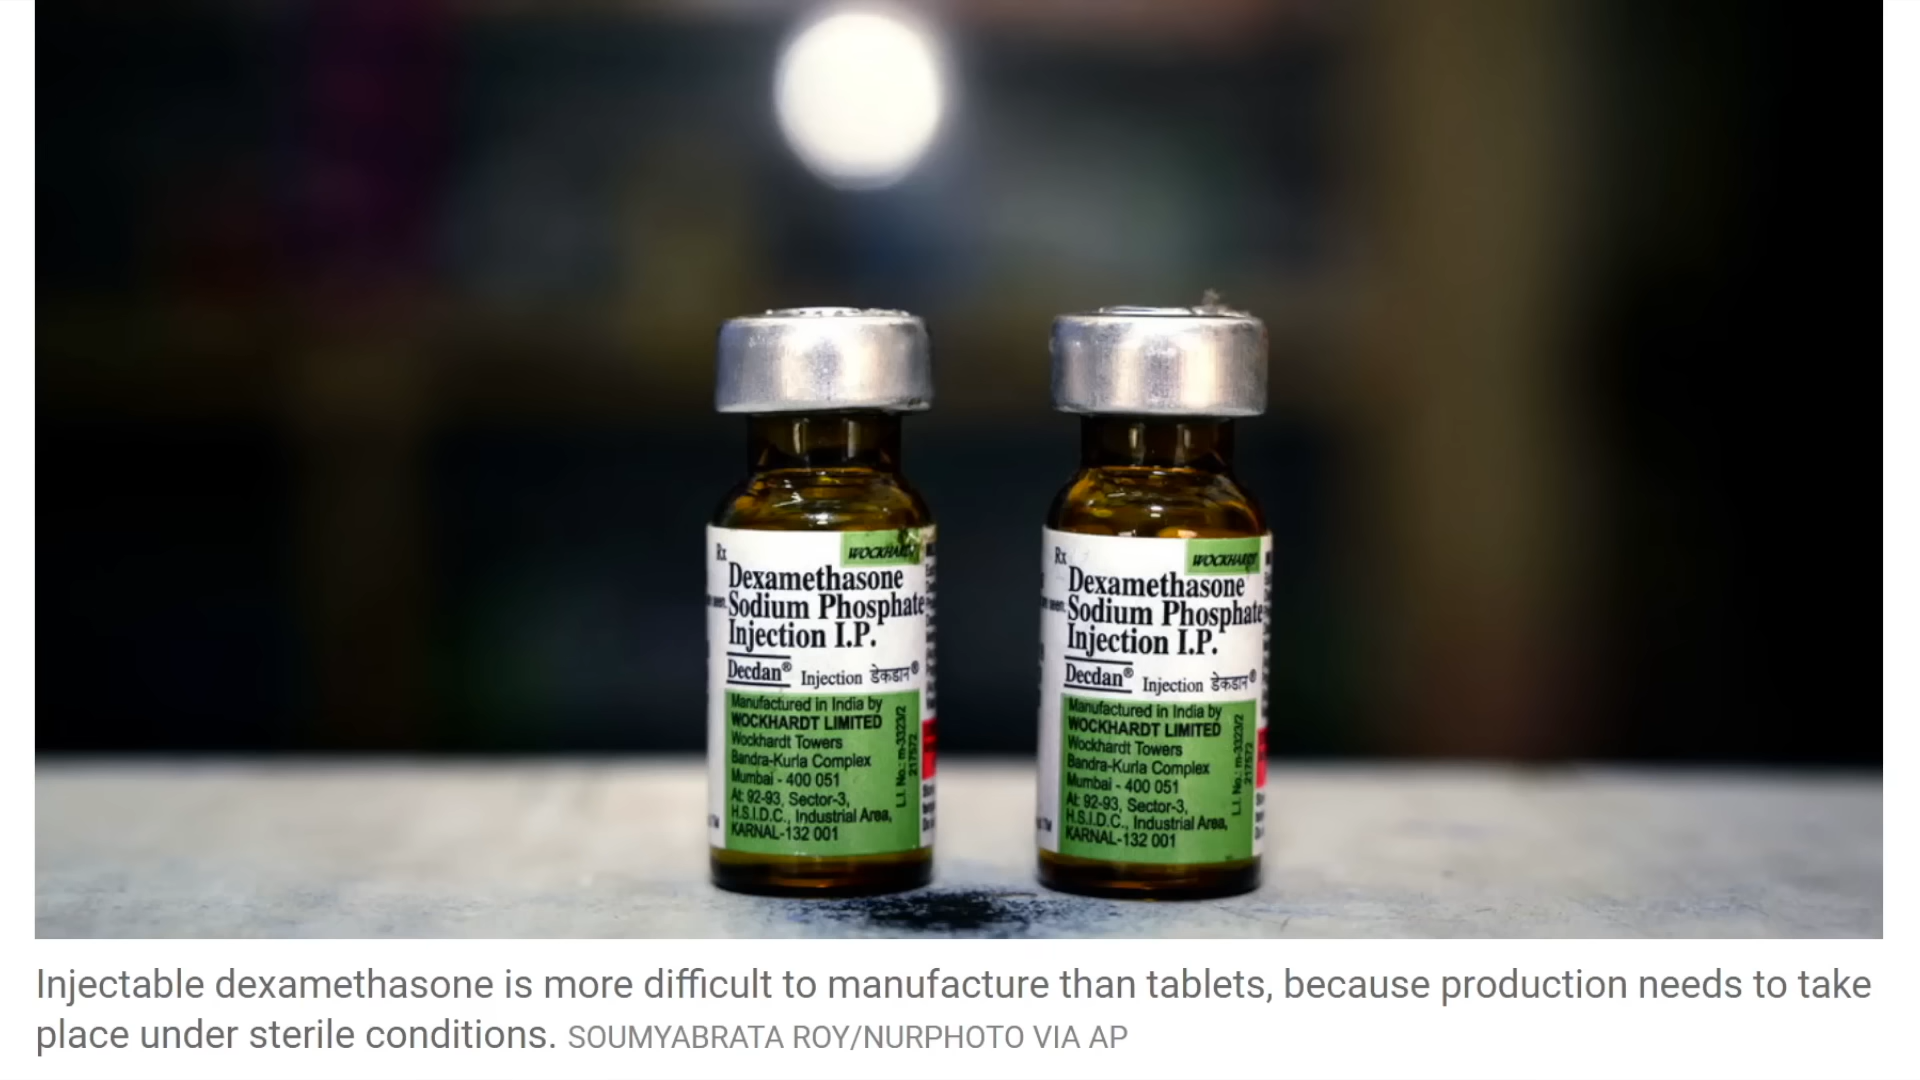 Rx
WOCKHARDT
Dexamethasone
Sodium Phosphate
Injection I.P.
Decdan® Injection डेकडान®
Manufactured in India by
WOCKHARDT LIMITED
Wockhardt Towers
Bandra-Kurla Complex
Mumbai - 400 051
At: 92-93, Sector-3,
H.S.I.D.C., Industrial Area,
KARNAL-132 001
Rx
WOCKHARDT
Dexamethasone
Sodium Phosphate
Injection I.P.
Decdan® Injection डेकडान®
Manufactured in India by
WOCKHARDT LIMITED
Wockhardt Towers
Bandra-Kurla Complex
Mumbai - 400 051
At: 92-93, Sector-3,
H.S.I.D.C., Industrial Area,
KARNAL-132 001
Injectable dexamethasone is more difficult to manufacture than tablets, because production needs to take
place under sterile conditions. SOUMYABRATA ROY/NURPHOTO VIA AP